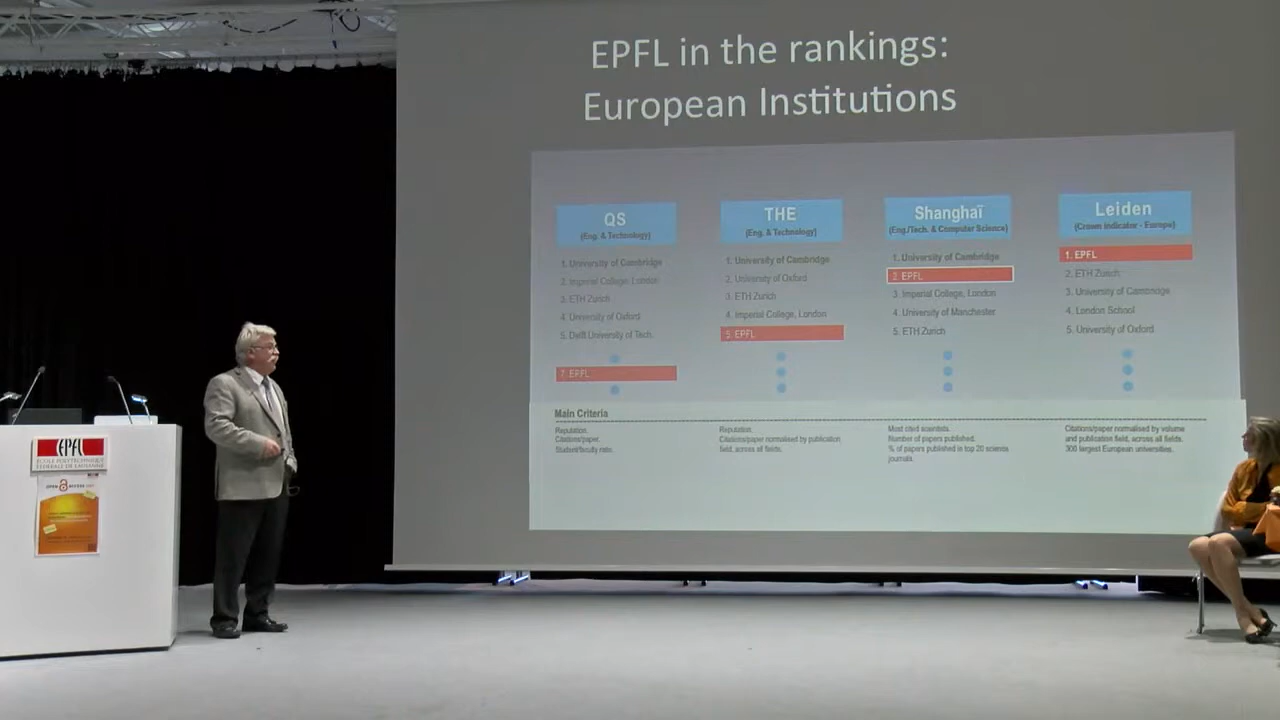 EPFL in the rankings:
European Institutions
QS
(Eng. & Technology)
1. University of Cambridge
2. Imperial College, London
3. ETH Zurich
4. University of Oxford
5. Delft University of Tech.
7. EPFL
THE
(Eng. & Technology)
1. University of Cambridge
2. University of Oxford
3. ETH Zurich
4. Imperial College, London
5. EPFL
Shanghaï
(Eng./Tech. & Computer Science)
1. University of Cambridge
2. EPFL
3. Imperial College, London
4. University of Manchester
5. ETH Zurich
Leiden
(Crown indicator - Europe)
1. EPFL
2. ETH Zurich
3. University of Cambridge
4. London School
5. University of Oxford
Main Criteria
Reputation.
Citations/paper.
Student/faculty ratio.
Reputation.
Citations/paper normalised by publication
field, across all fields.
Most cited scientists.
Number of papers published.
% of papers published in top 20 science
journals.
Citations/paper normalised by volume
and publication field, across all fields.
300 largest European universities.
EPFL
ÉCOLE POLYTECHNIQUE
FÉDÉRALE DE LAUSANNE
OPEN ACCESS